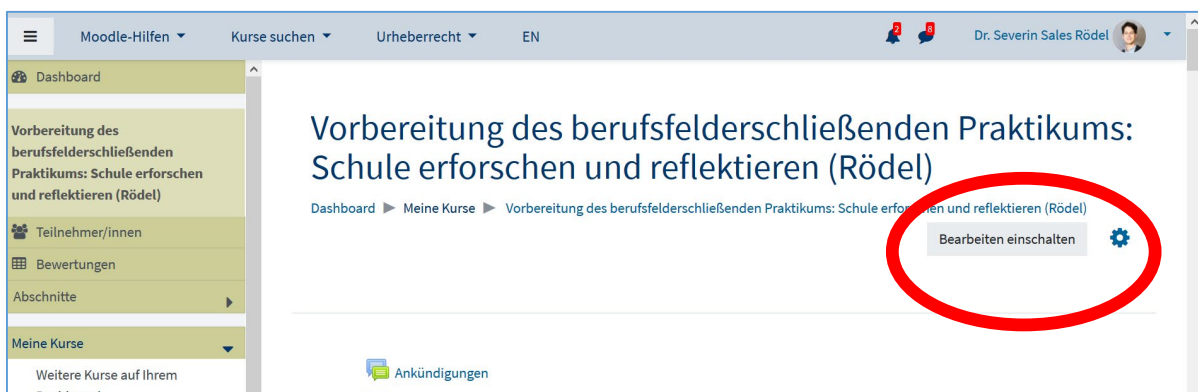 Moodle-Hilfen Kurse suchen Urheberrecht EN 2 8 Dr. Severin Sales Rödel
Dashboard
Vorbereitung des
berufsfelderschließenden
Praktikums: Schule erforschen
und reflektieren (Rödel)
Teilnehmer/innen
Bewertungen
Abschnitte
Meine Kurse
Weitere Kurse auf Ihrem
Vorbereitung des berufsfelderschließenden Praktikums:
Schule erforschen und reflektieren (Rödel)
Dashboard ▶ Meine Kurse ▶ Vorbereitung des berufsfelderschließenden Praktikums: Schule erforschen und reflektieren (Rödel)
Bearbeiten einschalten
Ankündigungen